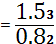 = 1.5₃
0.8₂